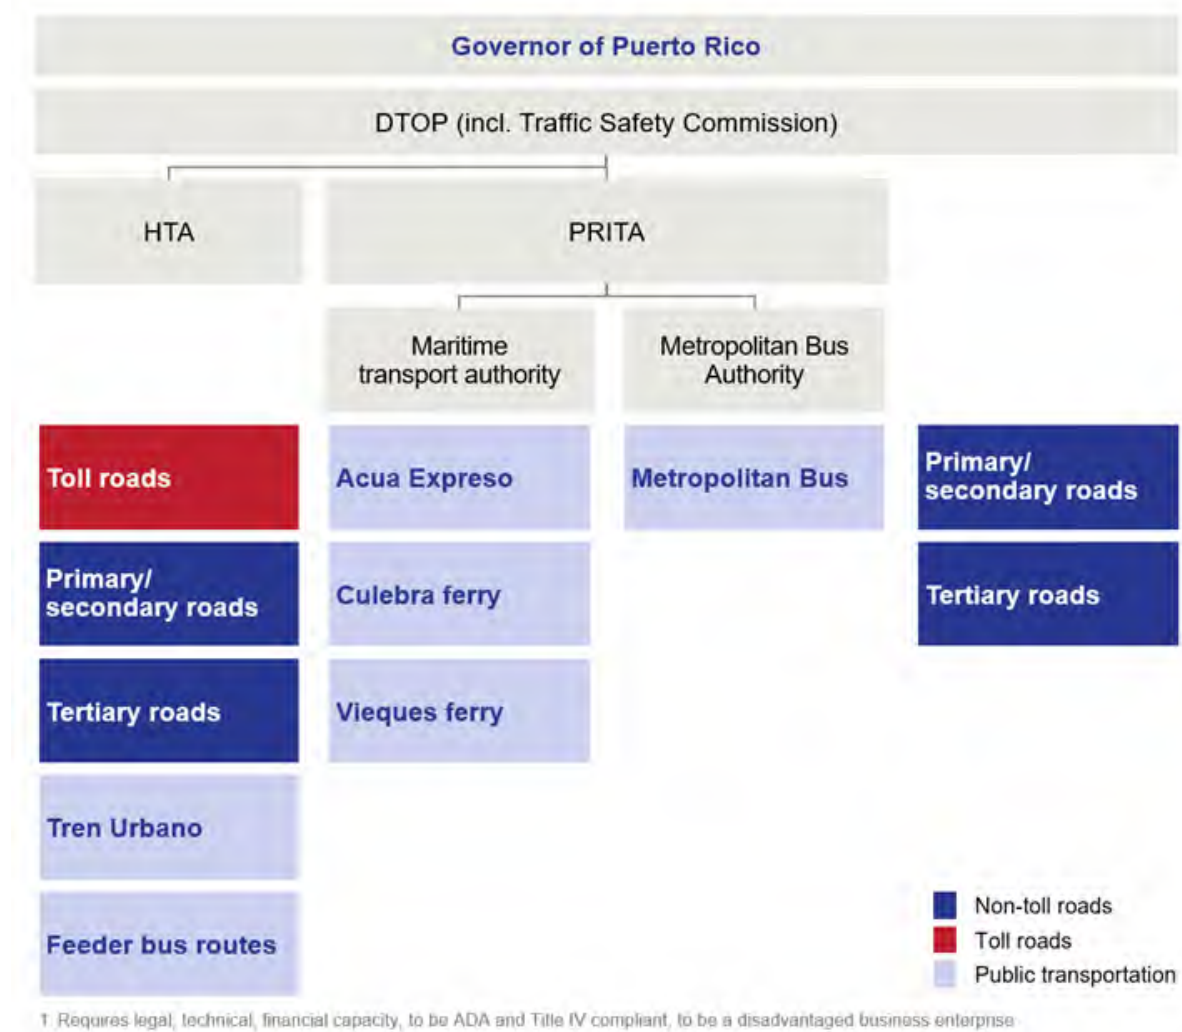 Governor of Puerto Rico
DTOP (incl. Traffic Safety Commission)
HTA
PRITA
Maritime
transport authority
Metropolitan Bus
Authority
Toll roads
Acua Expreso
Metropolitan Bus
Primary/
secondary roads
Primary/
secondary roads
Culebra ferry
Tertiary roads
Tertiary roads
Vieques ferry
Tren Urbano
Feeder bus routes
Non-toll roads
Toll roads
Public transportation
1 Requires legal, technical, financial capacity, to be ADA and Title IV compliant, to be a disadvantaged business enterprise